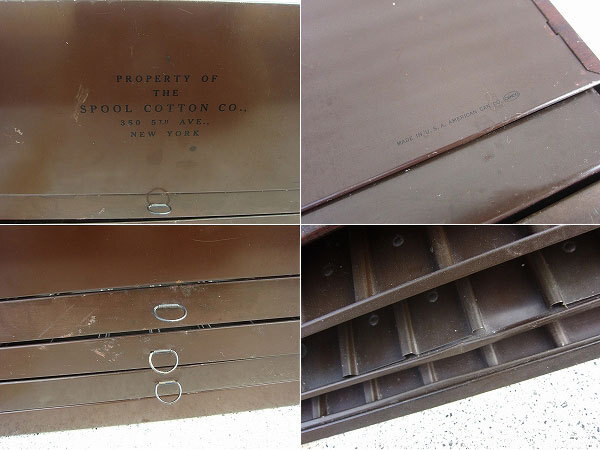 PROPERTY OF
THE
SPOOL COTTON CO.,
350 5TH AVE.,
NEW YORK
MADE IN U. S. A. AMERICAN CAN CO.